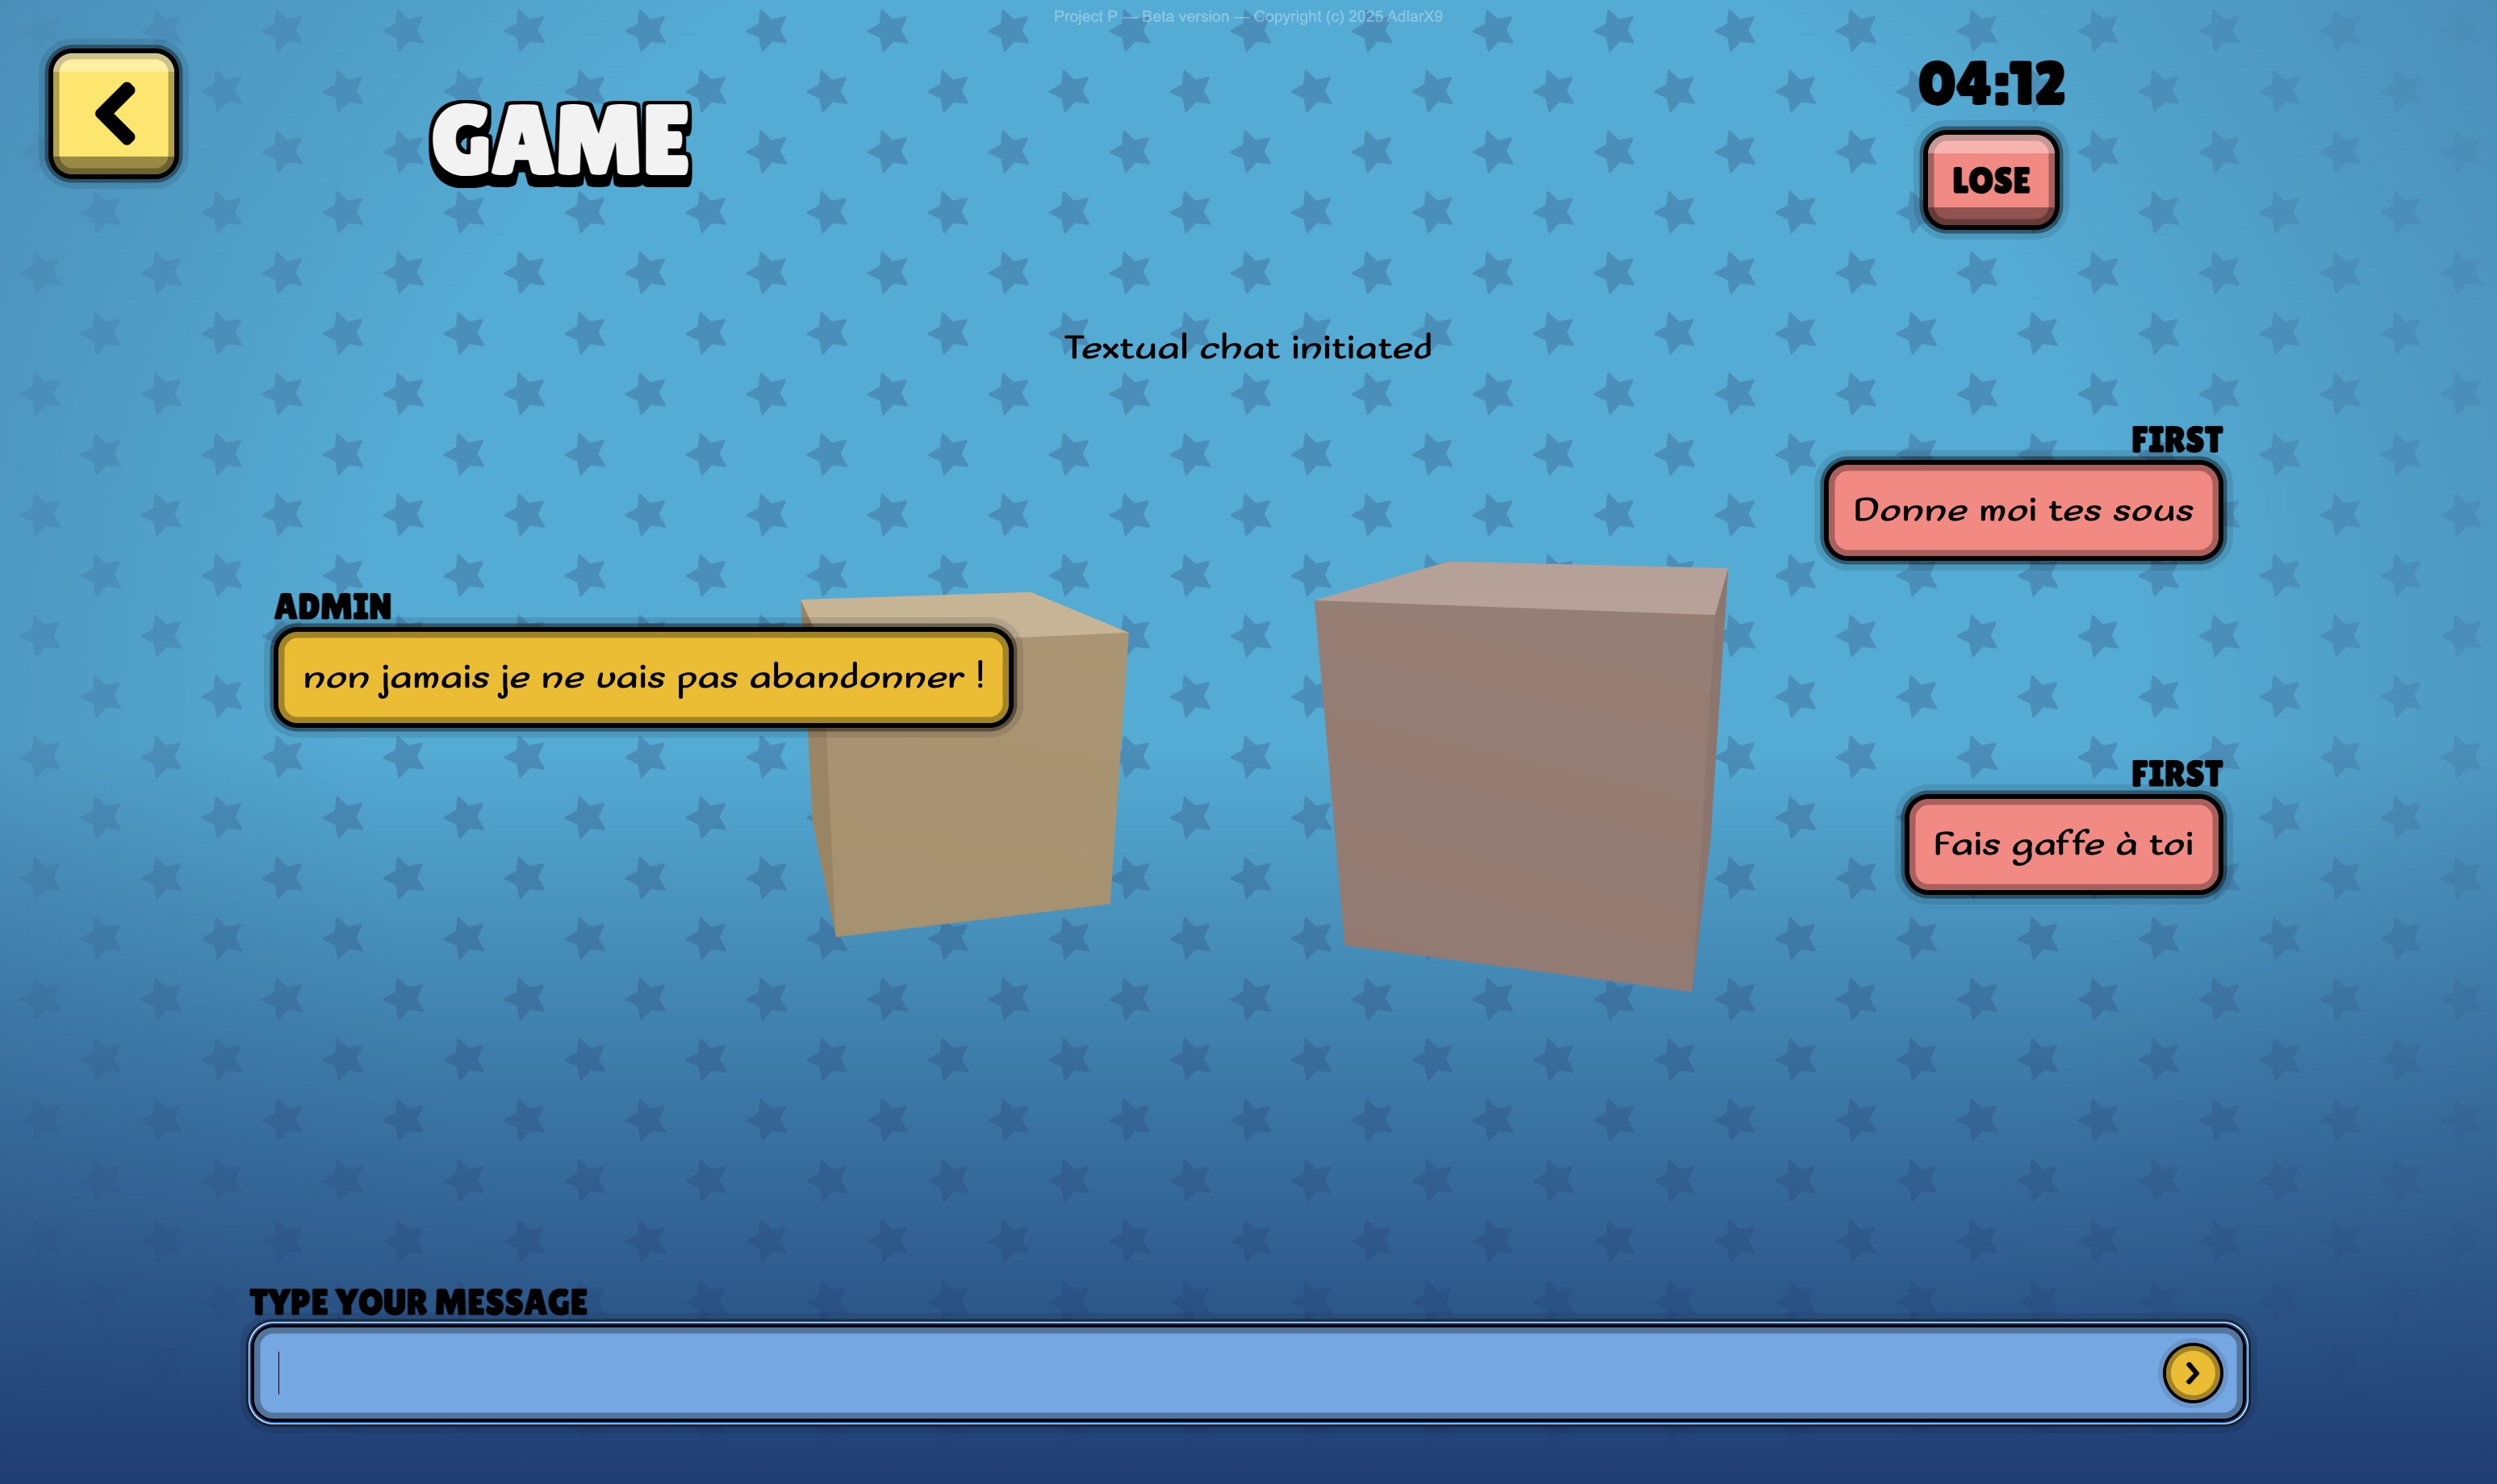 Project P — Beta version — Copyright (c) 2025 AdlarX9
04:12
GAME
LOSE
Textual chat initiated
FIRST
Donne moi tes sous
ADMIN
non jamais je ne vais pas abandonner !
FIRST
Fais gaffe à toi
TYPE YOUR MESSAGE